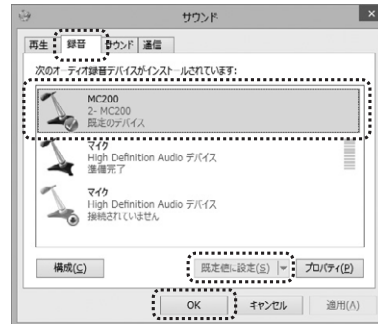 サウンド
再生 録音 サウンド 通信
次のオーディオ録音デバイスがインストールされています:
MC200
2- MC200
既定のデバイス
マイク
High Definition Audio デバイス
準備完了
マイク
High Definition Audio デバイス
接続されていません
構成(C) 既定値に設定(S) プロパティ(P)
OK キャンセル 適用(A)